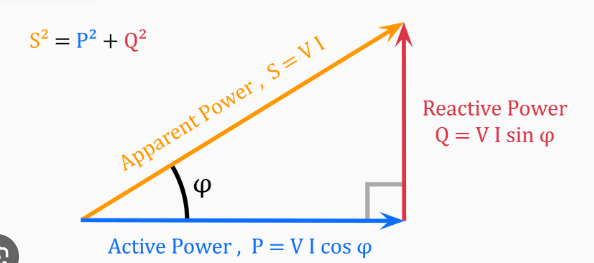 S² = P² + Q²
Apparent Power , S = V I
Reactive Power
Q = V I sin φ
φ
Active Power , P = V I cos φ